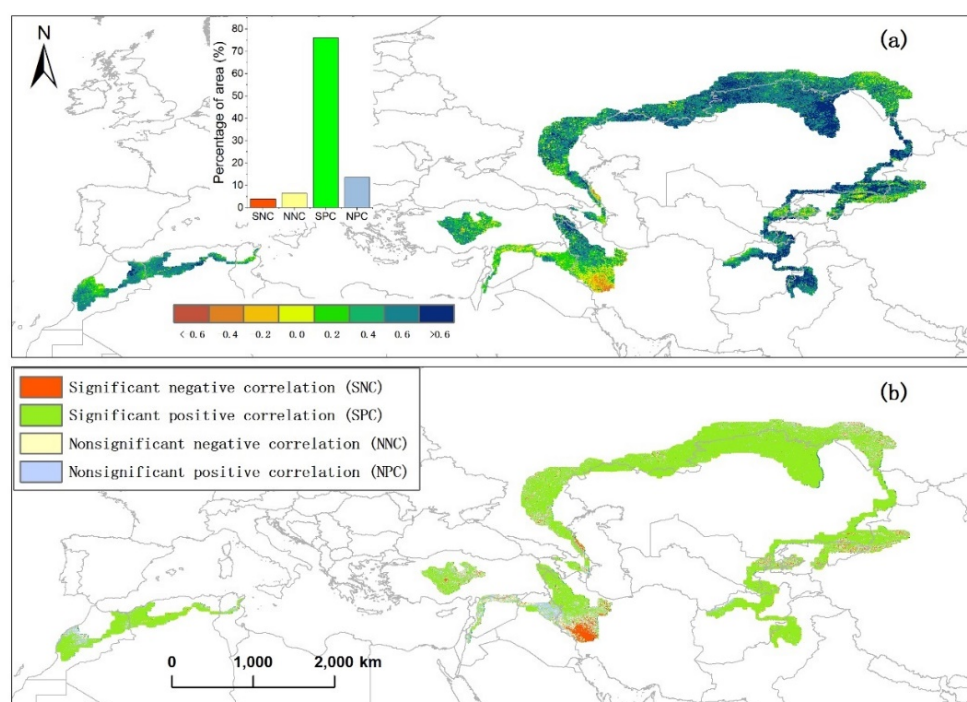 N
(a)
Percentage of area (%)
80
70
60
50
40
30
20
10
0
SNC NNC SPC NPC
< 0.6 0.4 0.2 0.0 0.2 0.4 0.6 >0.6
(b)
Significant negative correlation (SNC)
Significant positive correlation (SPC)
Nonsignificant negative correlation (NNC)
Nonsignificant positive correlation (NPC)
0 1,000 2,000 km